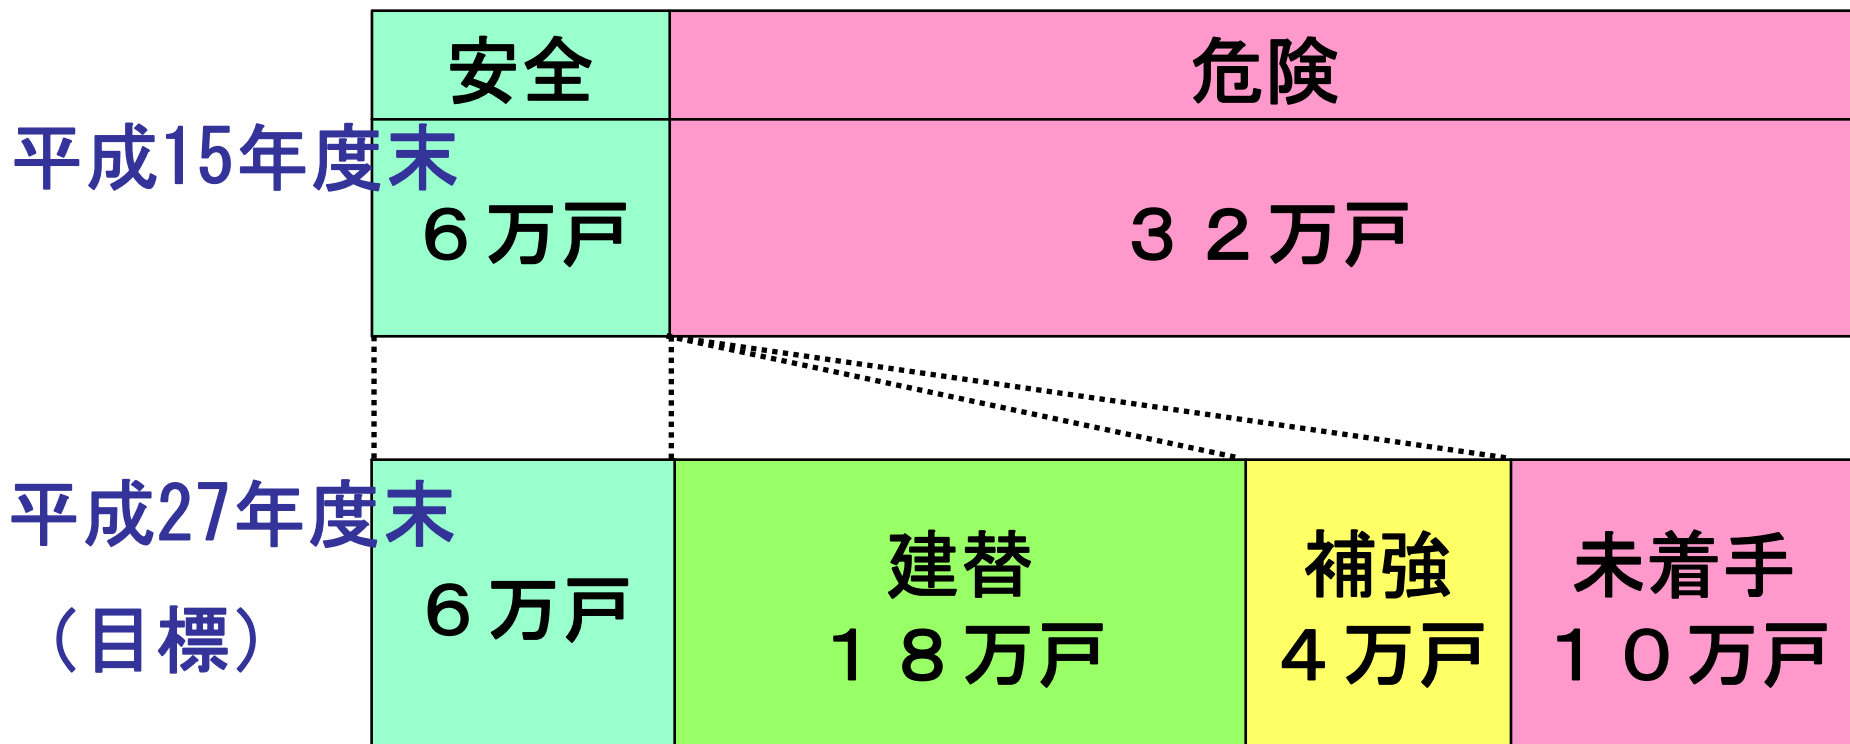 安全
危険
平成15年度末
６万戸
３２万戸
平成27年度末
（目標）
６万戸
建替
１８万戸
補強
４万戸
未着手
１０万戸